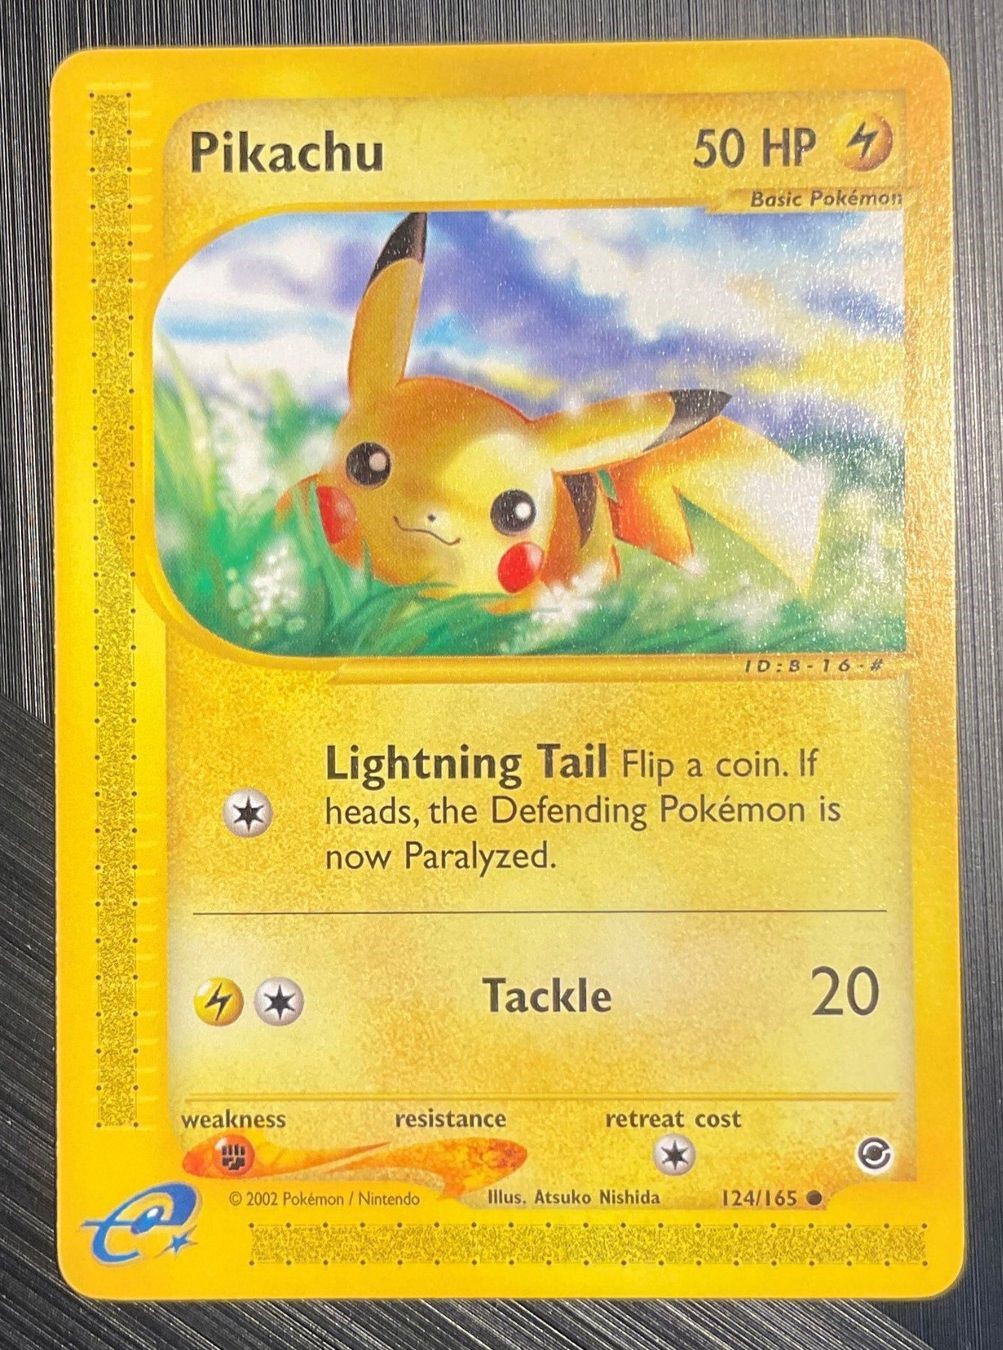 Pikachu 50 HP
Basic Pokémon
ID:B-16-#
Lightning Tail Flip a coin. If
heads, the Defending Pokémon is
now Paralyzed.
Tackle 20
weakness resistance retreat cost
© 2002 Pokémon / Nintendo Illus. Atsuko Nishida 124/165 ●
e